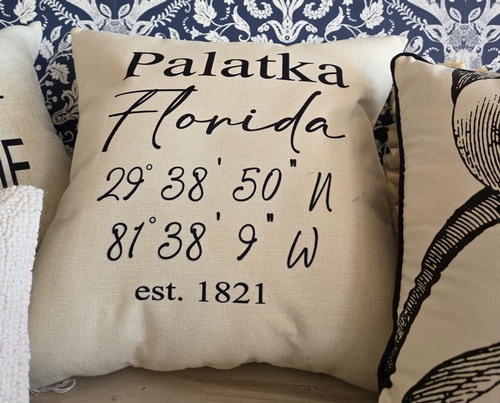 Palatka
Florida
29° 38' 50" N
81° 38' 9" W
est. 1821